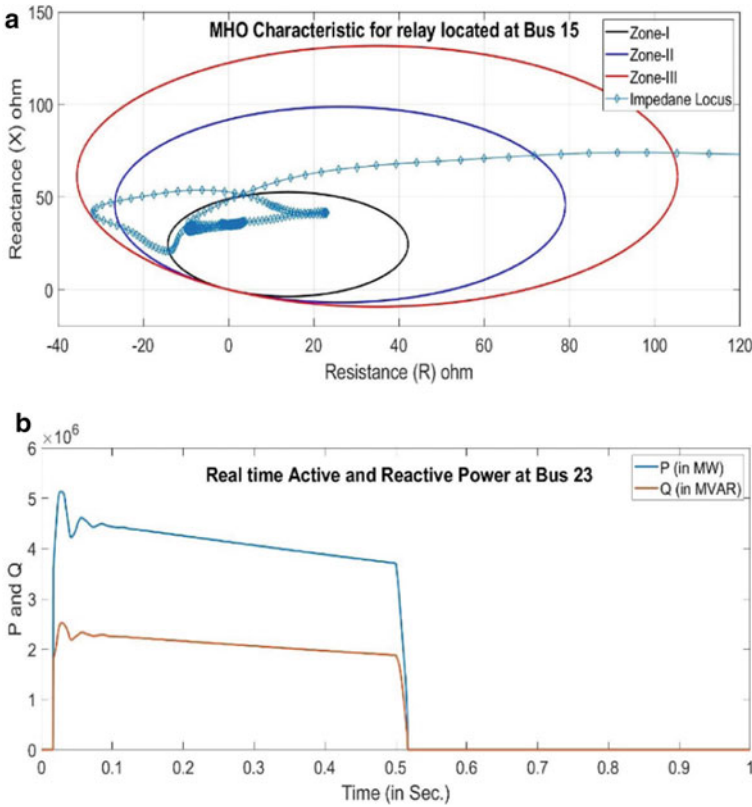 a
MHO Characteristic for relay located at Bus 15
Zone-I
Zone-II
Zone-III
Impedane Locus
Reactance (X) ohm
150
100
50
0
-40 -20 0 20 40 60 80 100 120
Resistance (R) ohm
b
×10⁶
Real time Active and Reactive Power at Bus 23
P (in MW)
Q (in MVAR)
P and Q
6
5
4
3
2
1
0
0 0.1 0.2 0.3 0.4 0.5 0.6 0.7 0.8 0.9 1
Time (in Sec.)